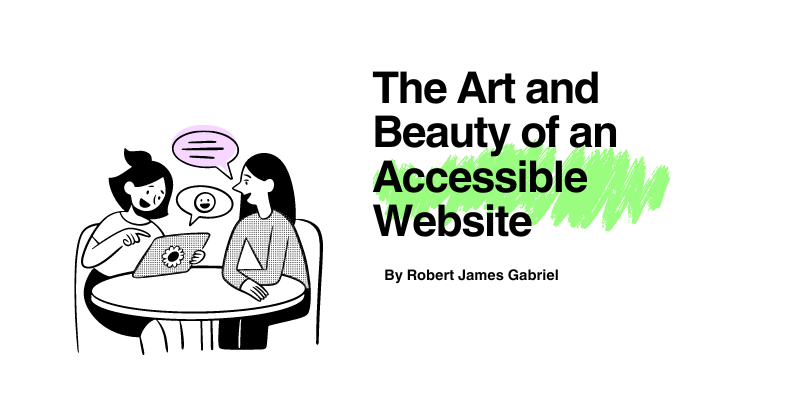 The Art and
Beauty of an
Accessible
Website
By Robert James Gabriel